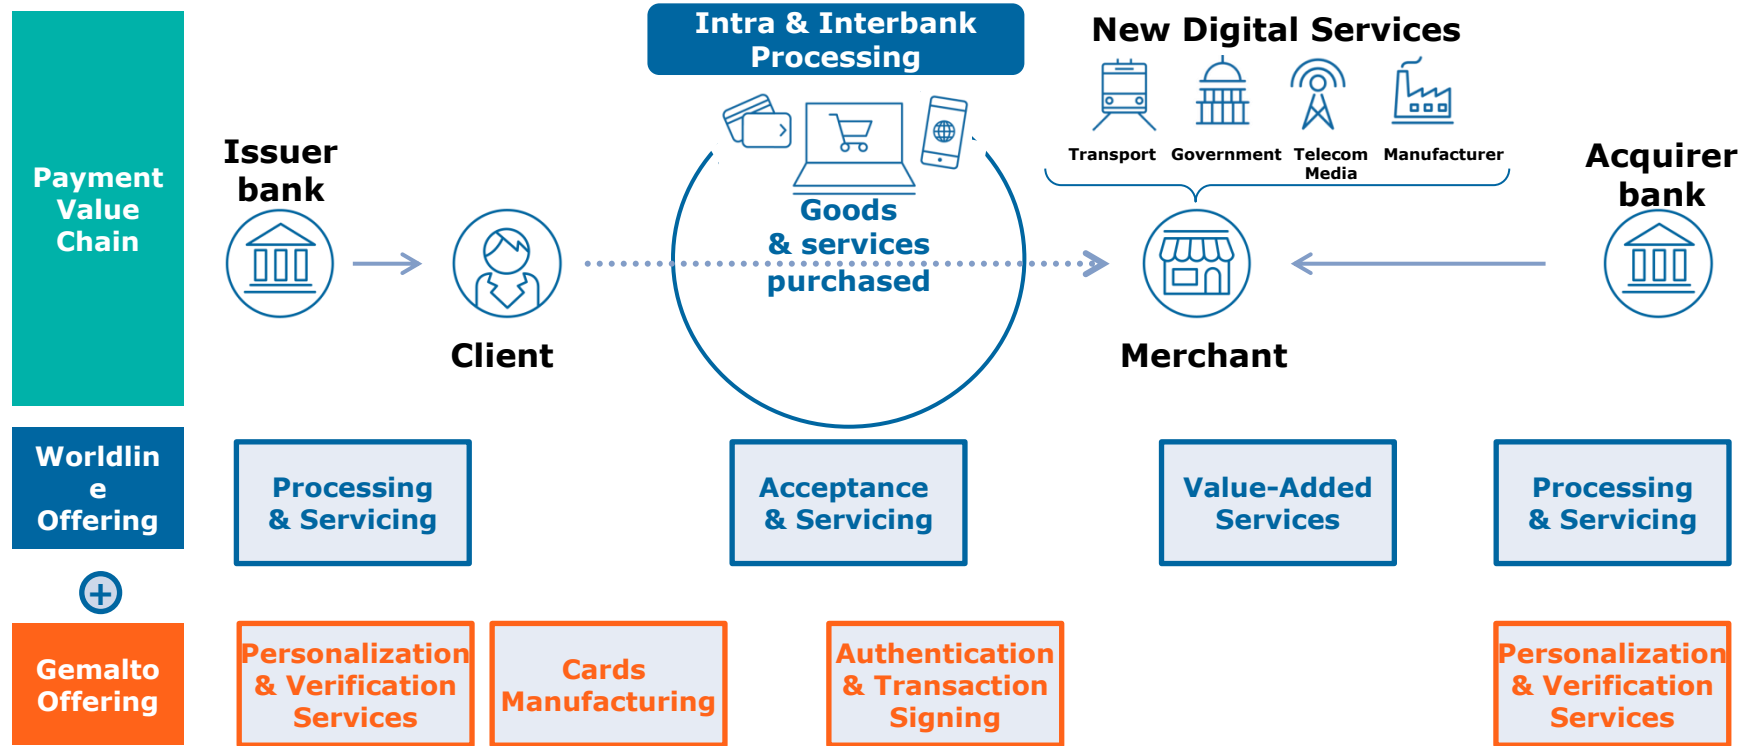 Payment
Value
Chain
Intra & Interbank
Processing
New Digital Services
Transport
Government
Telecom
Media
Manufacturer
Issuer
bank
Acquirer
bank
Goods
& services
purchased
Client
Merchant
Worldlin
e
Offering
Processing
& Servicing
Acceptance
& Servicing
Value-Added
Services
Processing
& Servicing
+
Gemalto
Offering
Personalization
& Verification
Services
Cards
Manufacturing
Authentication
& Transaction
Signing
Personalization
& Verification
Services